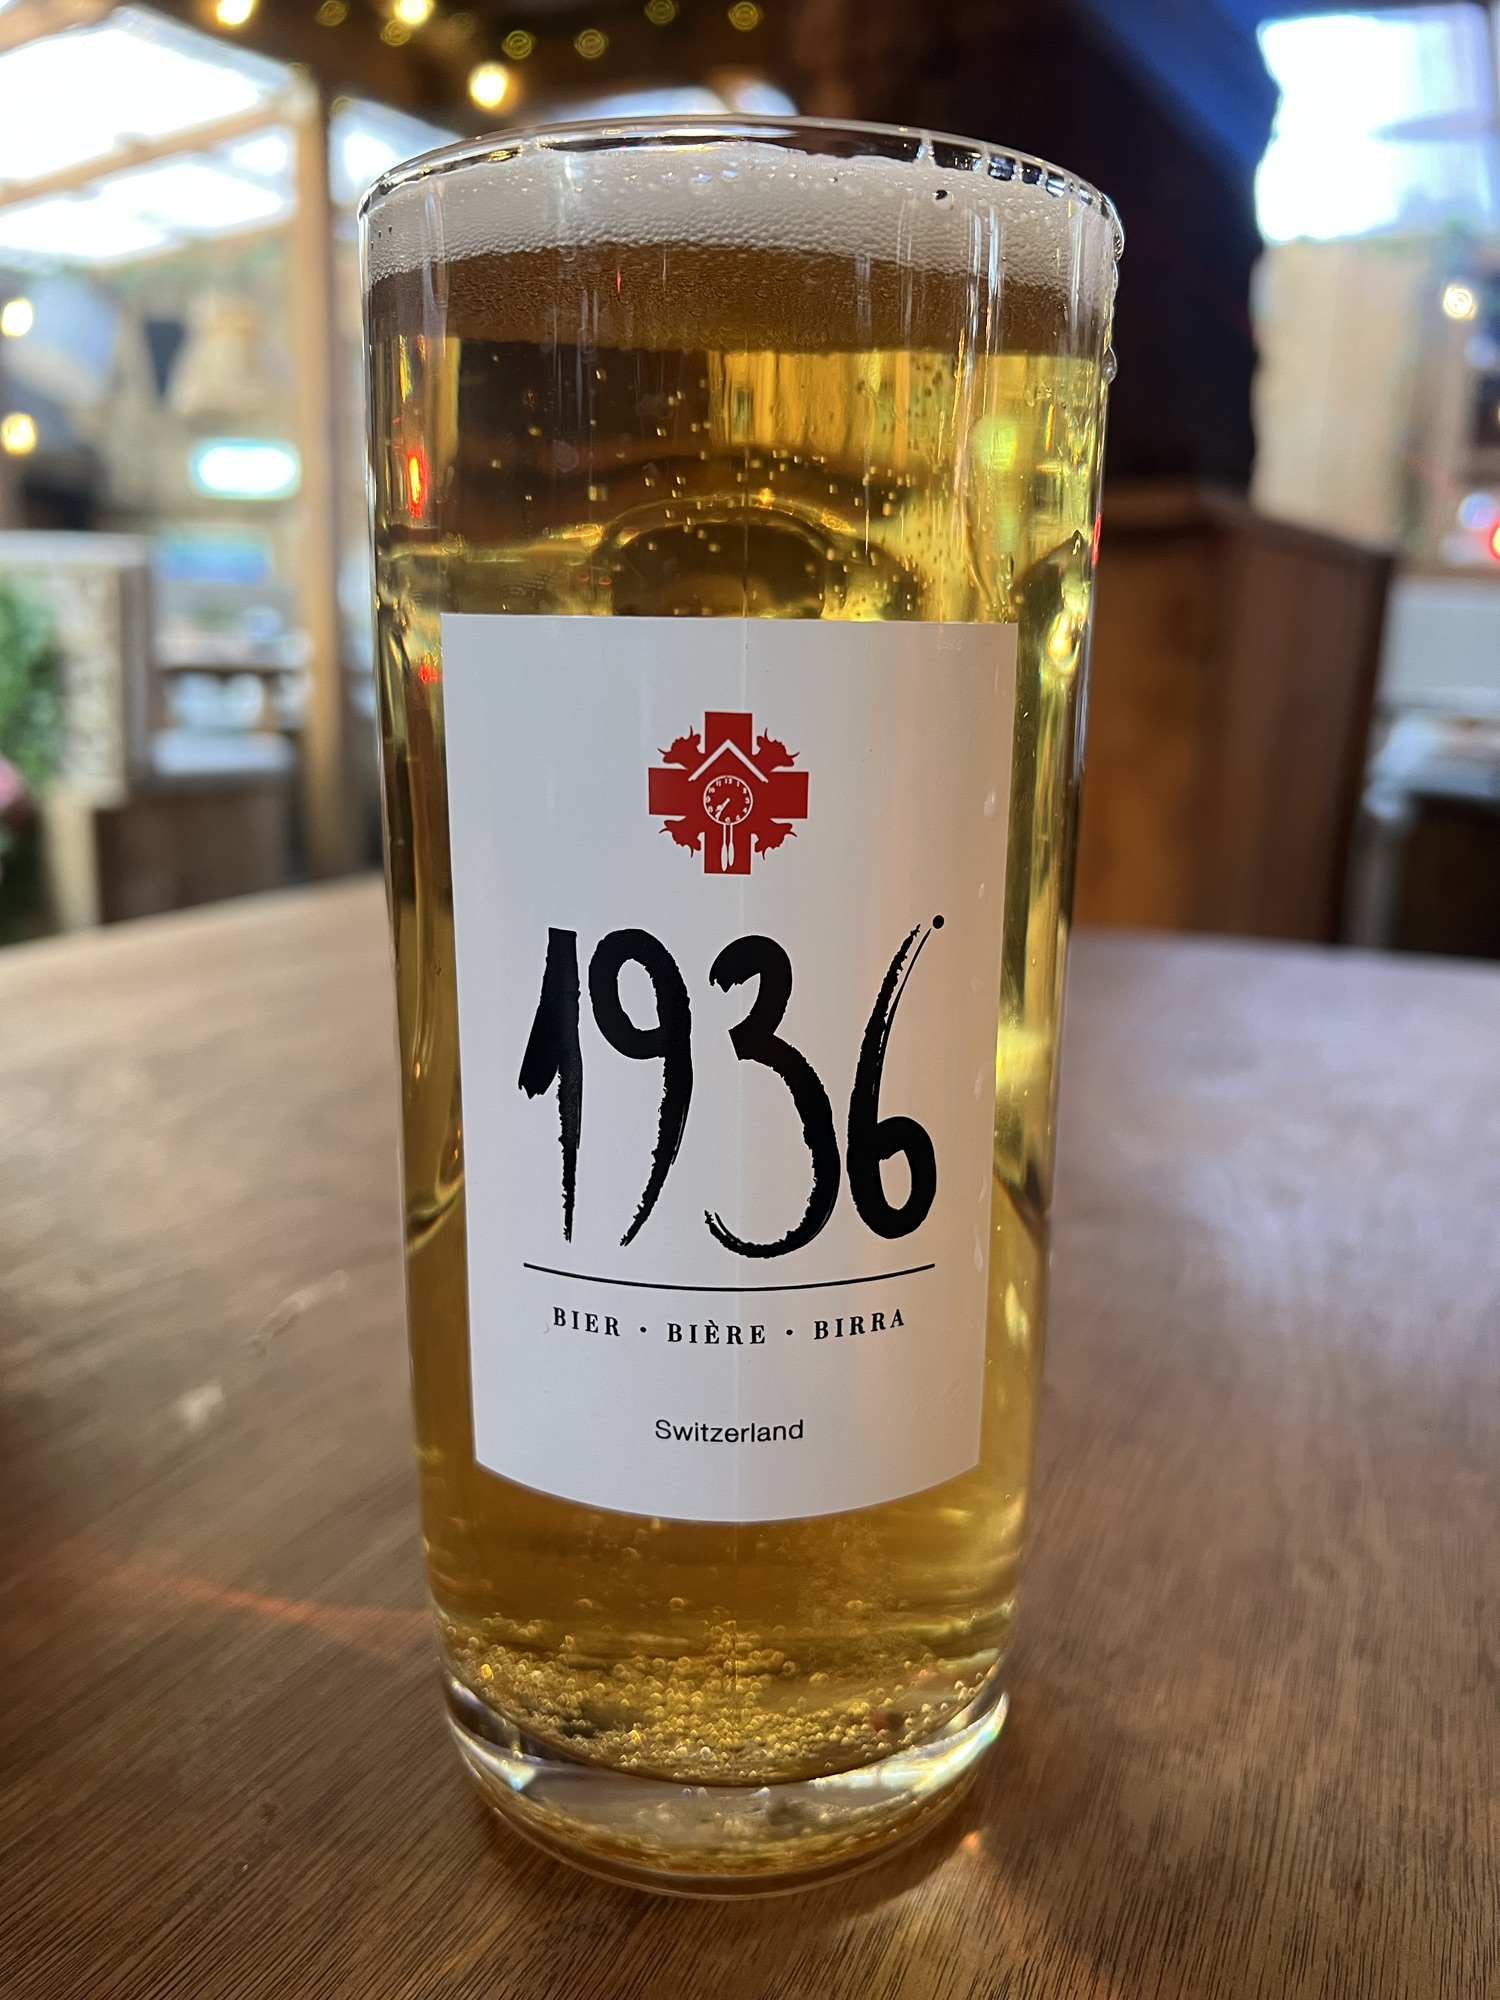 1936
BIER · BIÈRE · BIRRA
Switzerland